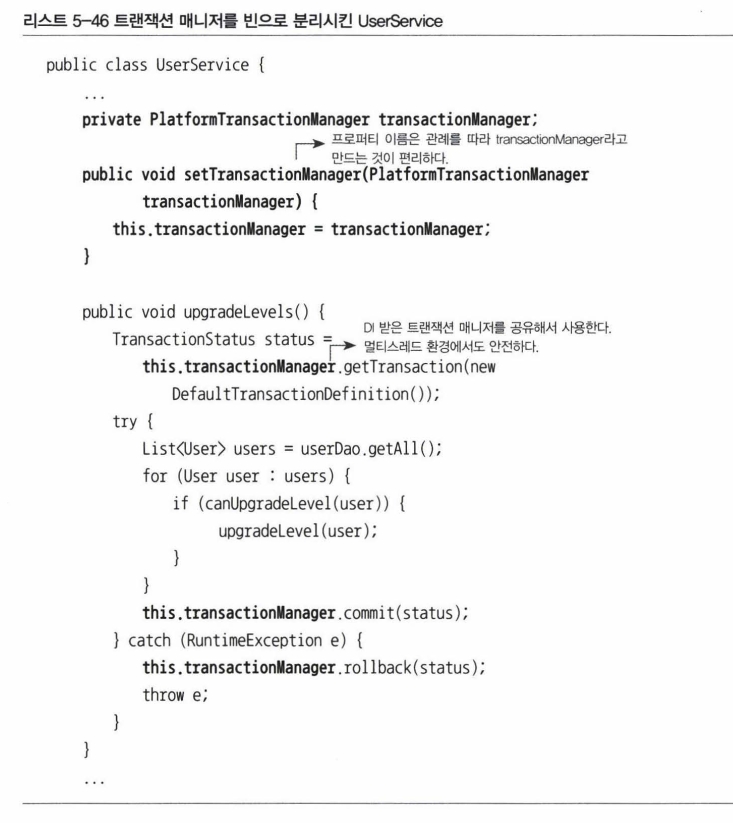 리스트 5-46 트랜잭션 매니저를 빈으로 분리시킨 UserService
public class UserService {
...
private PlatformTransactionManager transactionManager;
프로퍼티 이름은 관례를 따라 transactionManager라고
만드는 것이 편리하다.
public void setTransactionManager(PlatformTransactionManager
transactionManager) {
this.transactionManager = transactionManager;
}
public void upgradeLevels() {
DI 받은 트랜잭션 매니저를 공유해서 사용한다.
TransactionStatus status =
멀티스레드 환경에서도 안전하다.
this.transactionManager.getTransaction(new
DefaultTransactionDefinition());
try {
List<User> users = userDao.getAll();
for (User user : users) {
if (canUpgradeLevel(user)) {
upgradeLevel(user);
}
}
this.transactionManager.commit(status);
} catch (RuntimeException e) {
this.transactionManager.rollback(status);
throw e;
}
}
...